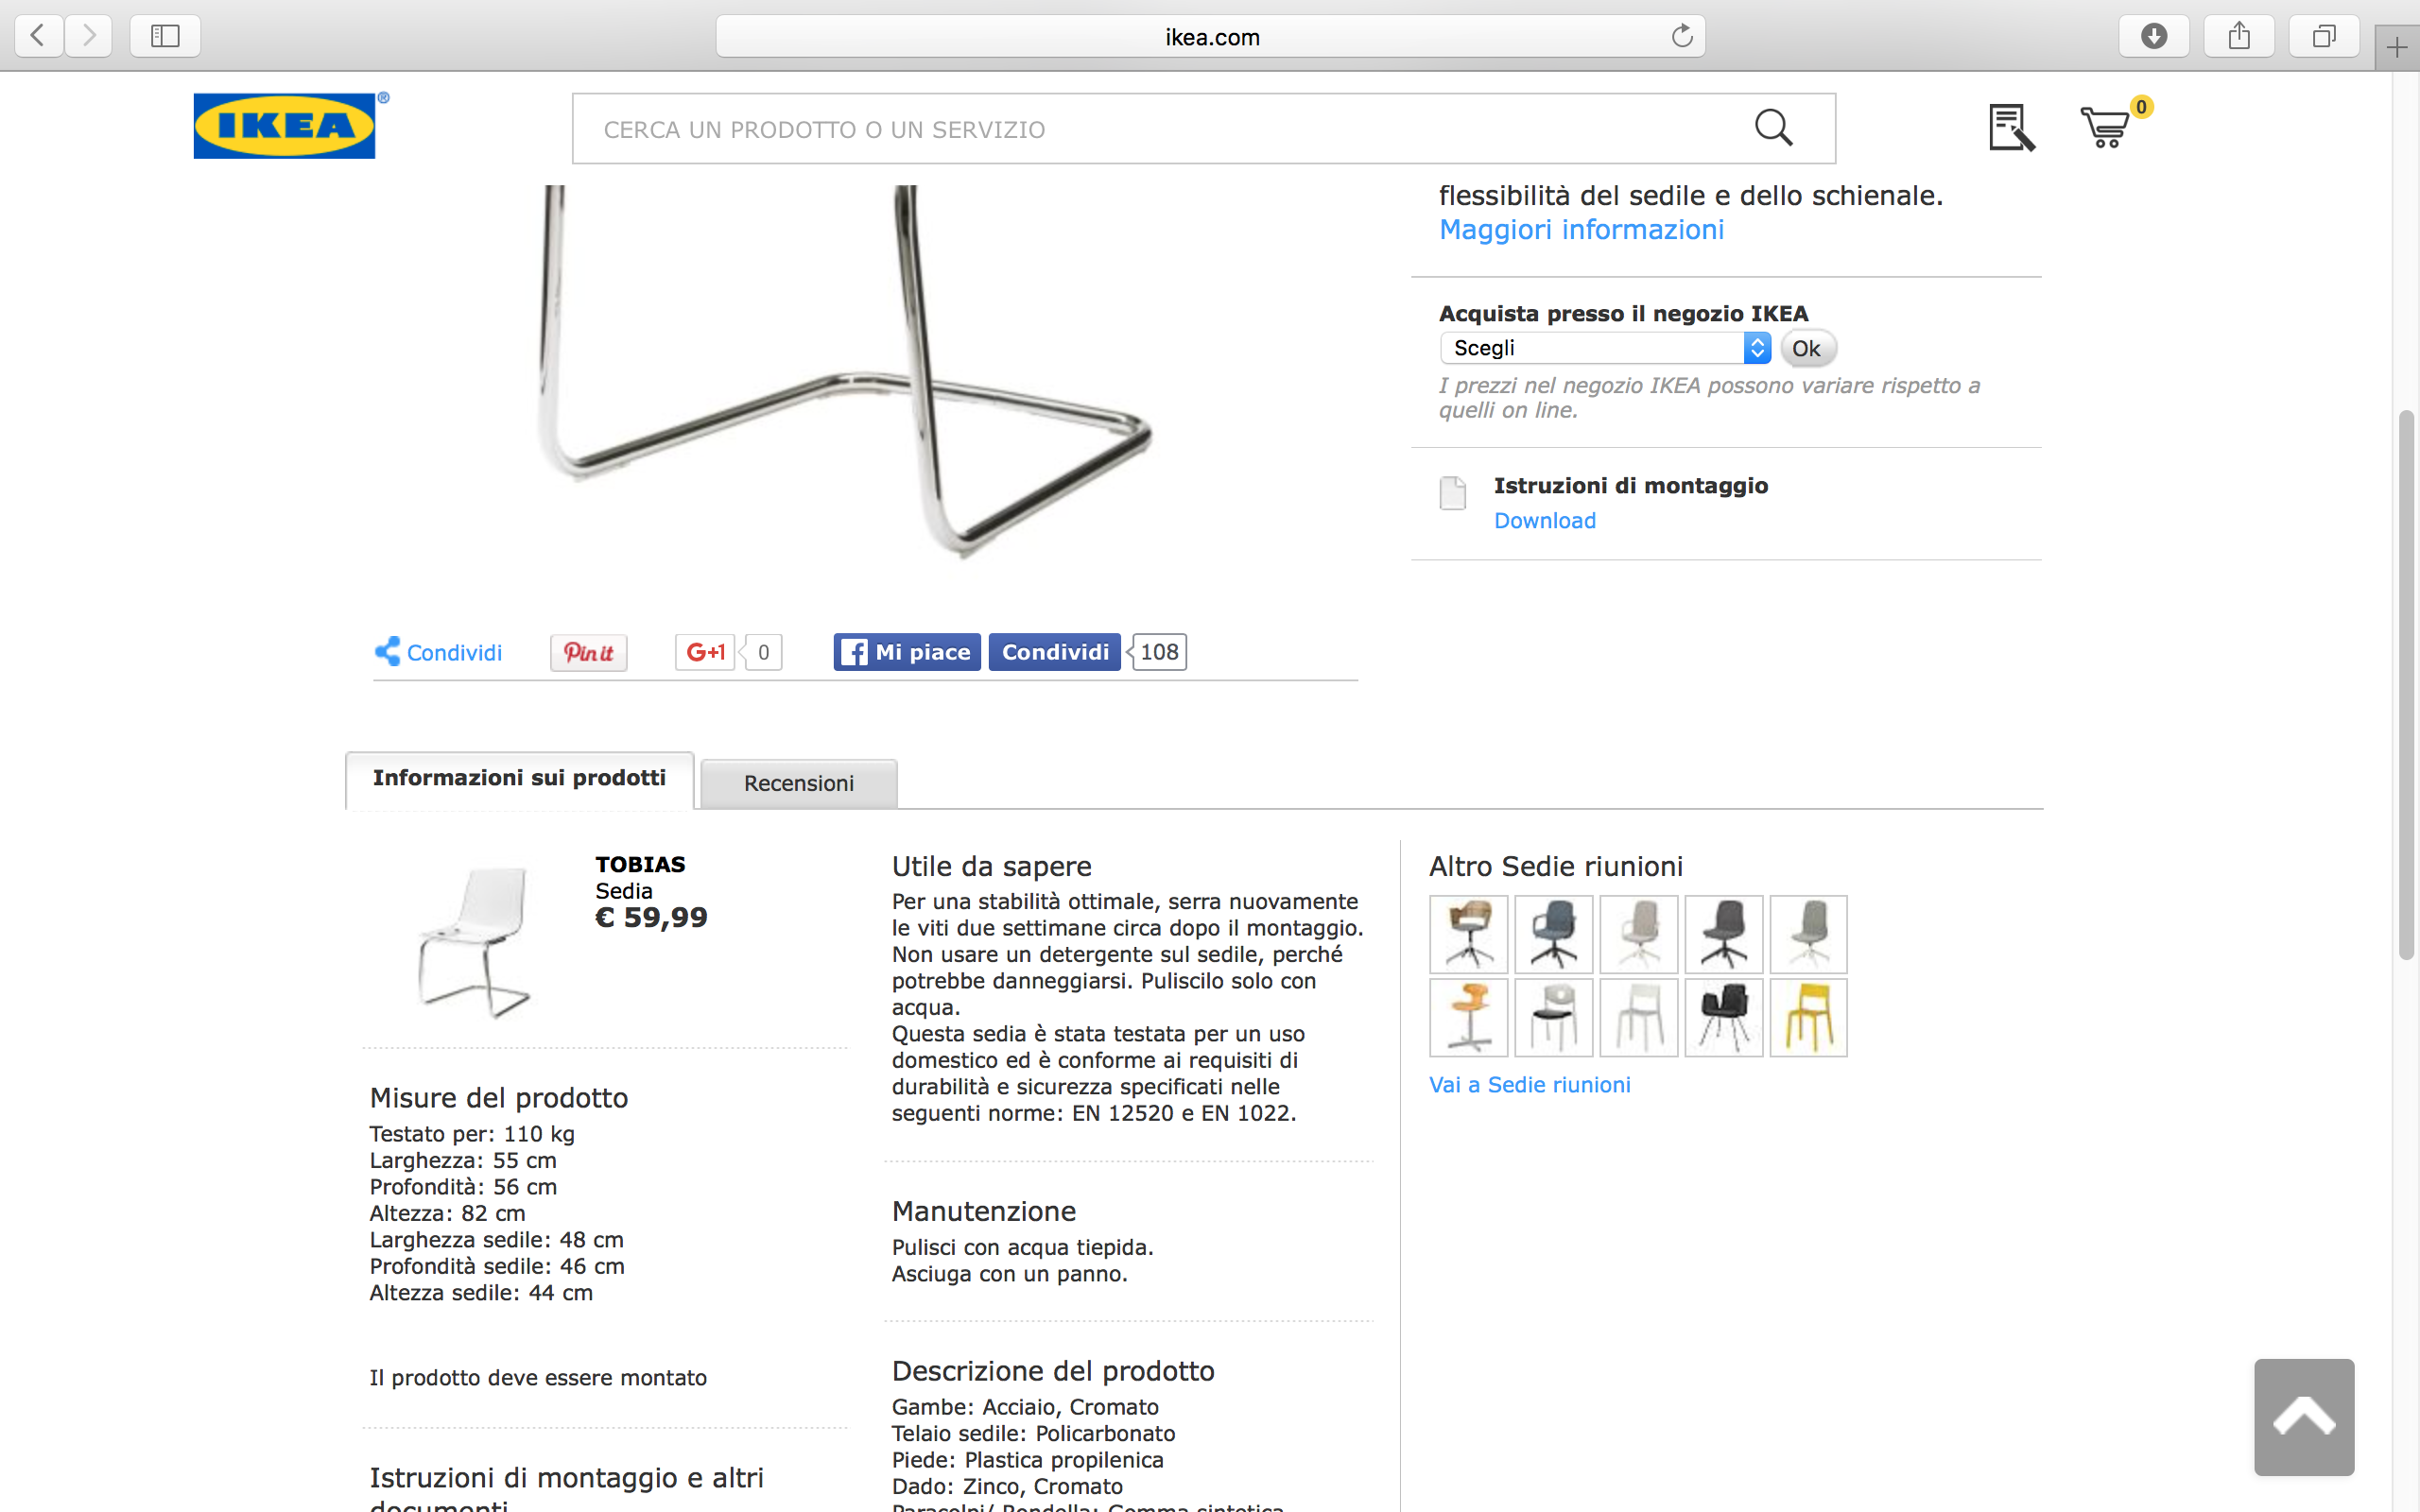 ikea.com
IKEA®
CERCA UN PRODOTTO O UN SERVIZIO
0
flessibilità del sedile e dello schienale.
Maggiori informazioni
Acquista presso il negozio IKEA
Scegli
Ok
I prezzi nel negozio IKEA possono variare rispetto a
quelli on line.
Istruzioni di montaggio
Download
Condividi
Pin it
G+1
0
Mi piace
Condividi
108
Informazioni sui prodotti
Recensioni
TOBIAS
Sedia
€ 59,99
Misure del prodotto
Testato per: 110 kg
Larghezza: 55 cm
Profondità: 56 cm
Altezza: 82 cm
Larghezza sedile: 48 cm
Profondità sedile: 46 cm
Altezza sedile: 44 cm
Il prodotto deve essere montato
Istruzioni di montaggio e altri
documenti
Utile da sapere
Per una stabilità ottimale, serra nuovamente
le viti due settimane circa dopo il montaggio.
Non usare un detergente sul sedile, perché
potrebbe danneggiarsi. Puliscilo solo con
acqua.
Questa sedia è stata testata per un uso
domestico ed è conforme ai requisiti di
durabilità e sicurezza specificati nelle
seguenti norme: EN 12520 e EN 1022.
Manutenzione
Pulisci con acqua tiepida.
Asciuga con un panno.
Descrizione del prodotto
Gambe: Acciaio, Cromato
Telaio sedile: Policarbonato
Piede: Plastica propilenica
Dado: Zinco, Cromato
Paracolpi/ Rondella: Gomma sintetica
Altro Sedie riunioni
Vai a Sedie riunioni